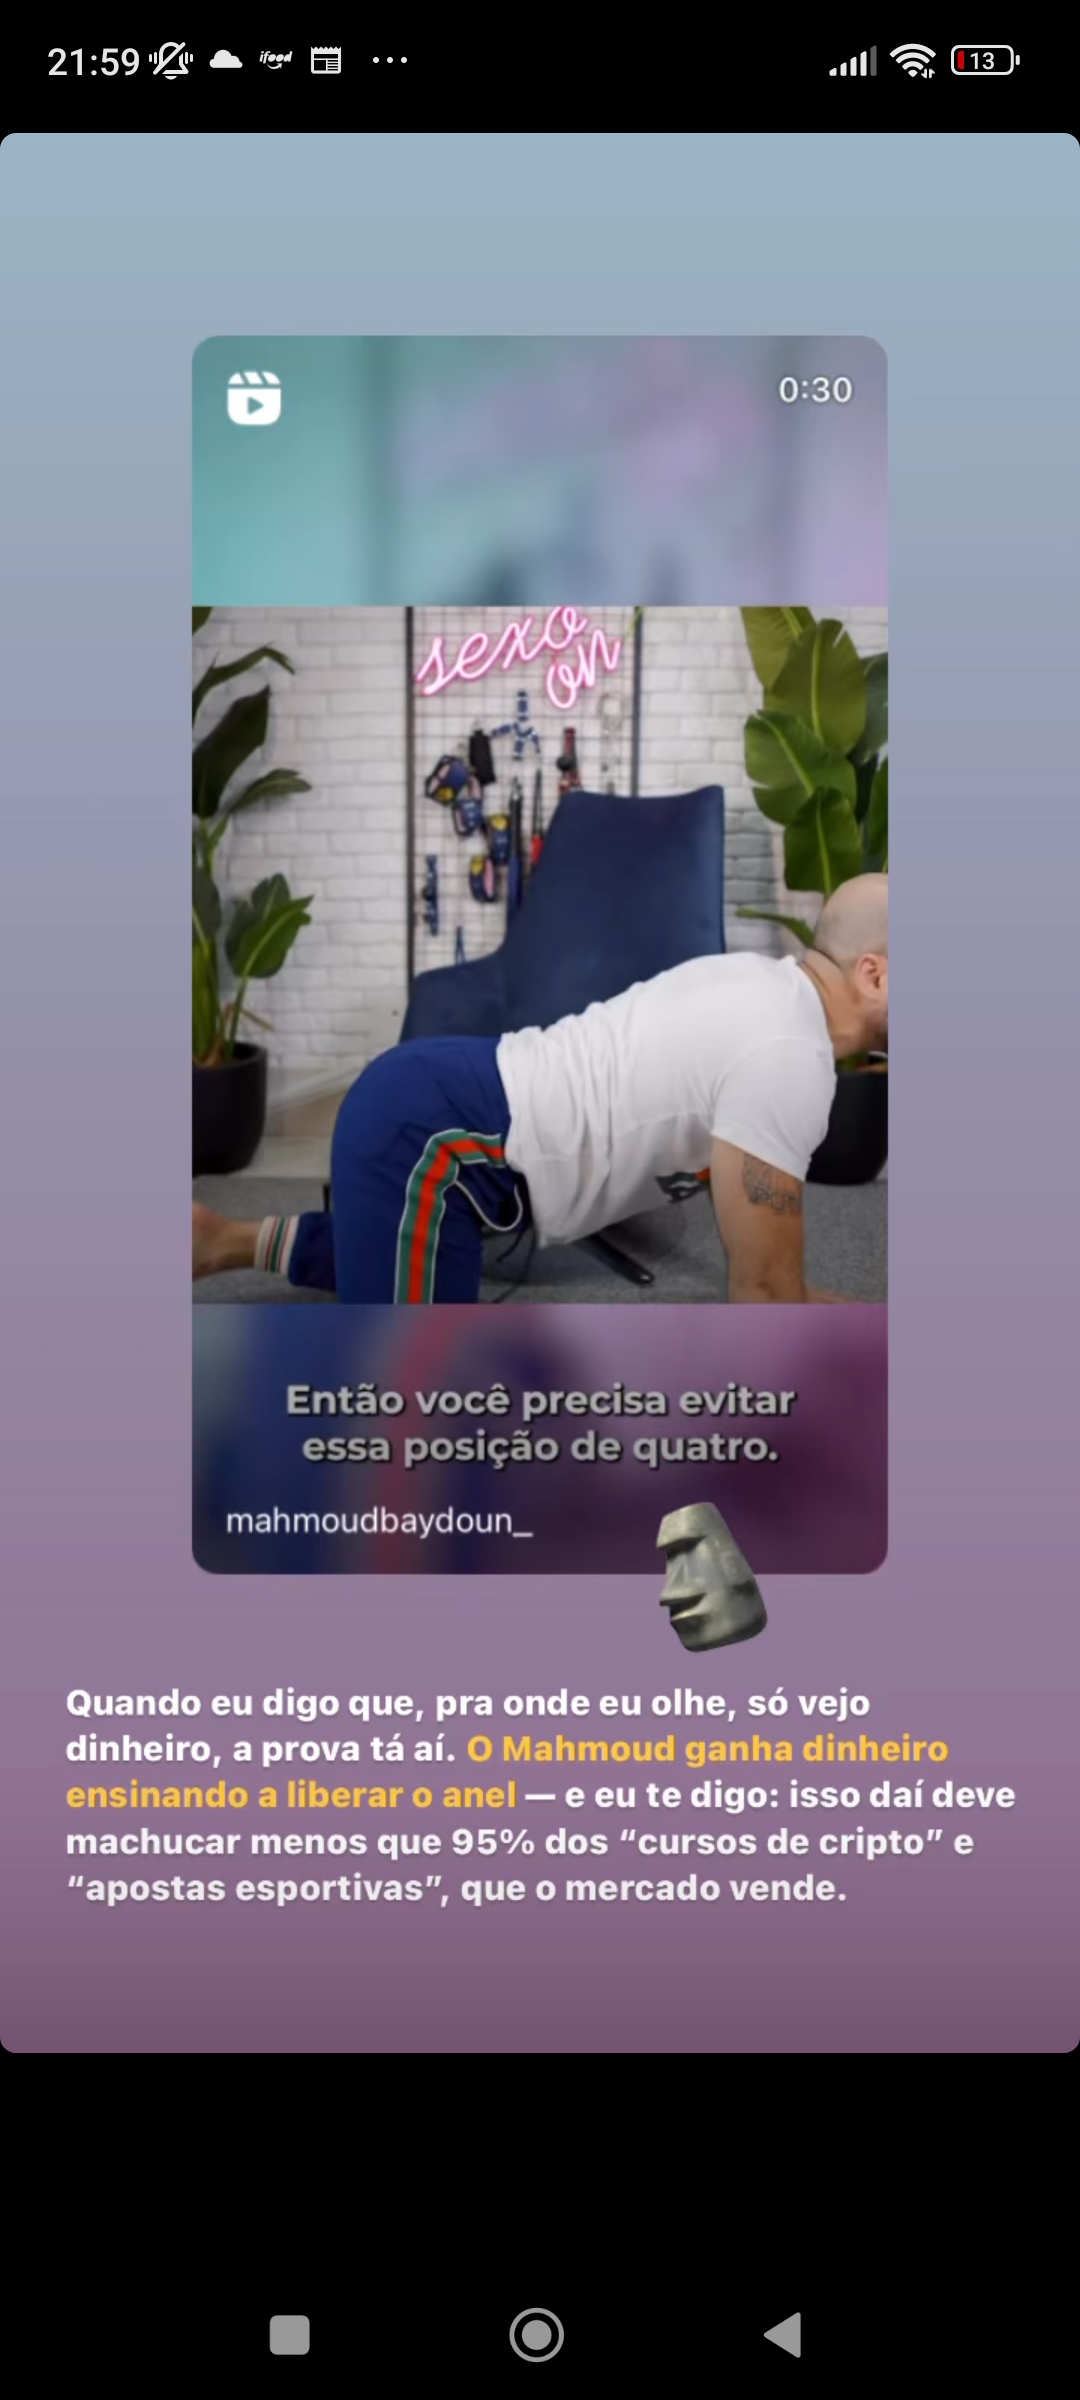 21:59
ifood
13
0:30
sexo
on
Então você precisa evitar
essa posição de quatro.
mahmoudbaydoun_
Quando eu digo que, pra onde eu olhe, só vejo
dinheiro, a prova tá aí. O Mahmoud ganha dinheiro
ensinando a liberar o anel — e eu te digo: isso daí deve
machucar menos que 95% dos “cursos de cripto” e
“apostas esportivas”, que o mercado vende.